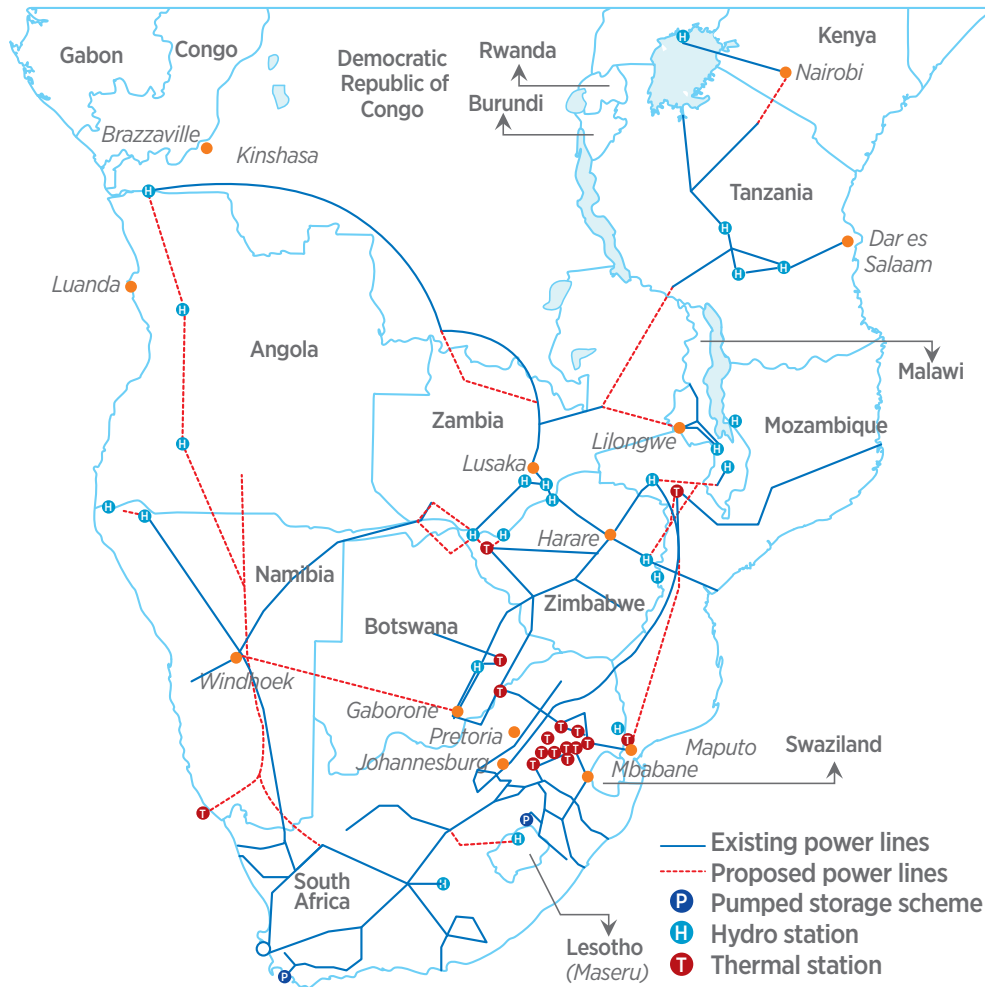 Gabon
Congo
Democratic
Republic of
Congo
Rwanda
Burundi
Kenya
Nairobi
Brazzaville
Kinshasa
H
H
Tanzania
H
H
H
Dar es
Salaam
Luanda
H
Angola
Malawi
Zambia
Lilongwe
Mozambique
H
H
H
H
Lusaka
H
H
H
H
T
H
H
H
H
T
Harare
H
H
Namibia
Zimbabwe
Botswana
H
T
T
Windhoek
Gaborone
Pretoria
Johannesburg
T
T
T
T
T
T
T
T
T
T
T
H
T
Maputo
Mbabane
Swaziland
T
P
H
H
South
Africa
P
Lesotho
(Maseru)
Existing power lines
Proposed power lines
P Pumped storage scheme
H Hydro station
T Thermal station